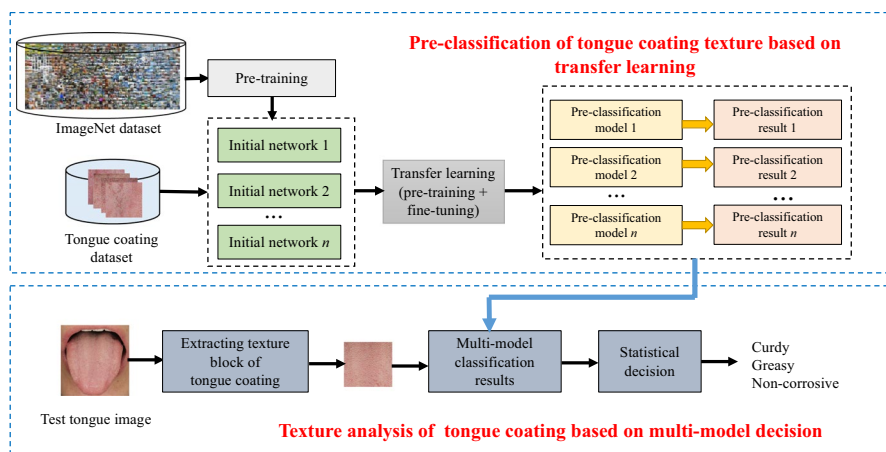 Pre-classification of tongue coating texture based on
transfer learning
Pre-training
ImageNet dataset
Initial network 1
Initial network 2
...
Initial network n
Tongue coating
dataset
Transfer learning
(pre-training +
fine-tuning)
Pre-classification
model 1
Pre-classification
result 1
Pre-classification
model 2
Pre-classification
result 2
...
...
Pre-classification
model n
Pre-classification
result n
Test tongue image
Extracting texture
block of
tongue coating
Multi-model
classification
results
Statistical
decision
Curdy
Greasy
Non-corrosive
Texture analysis of tongue coating based on multi-model decision